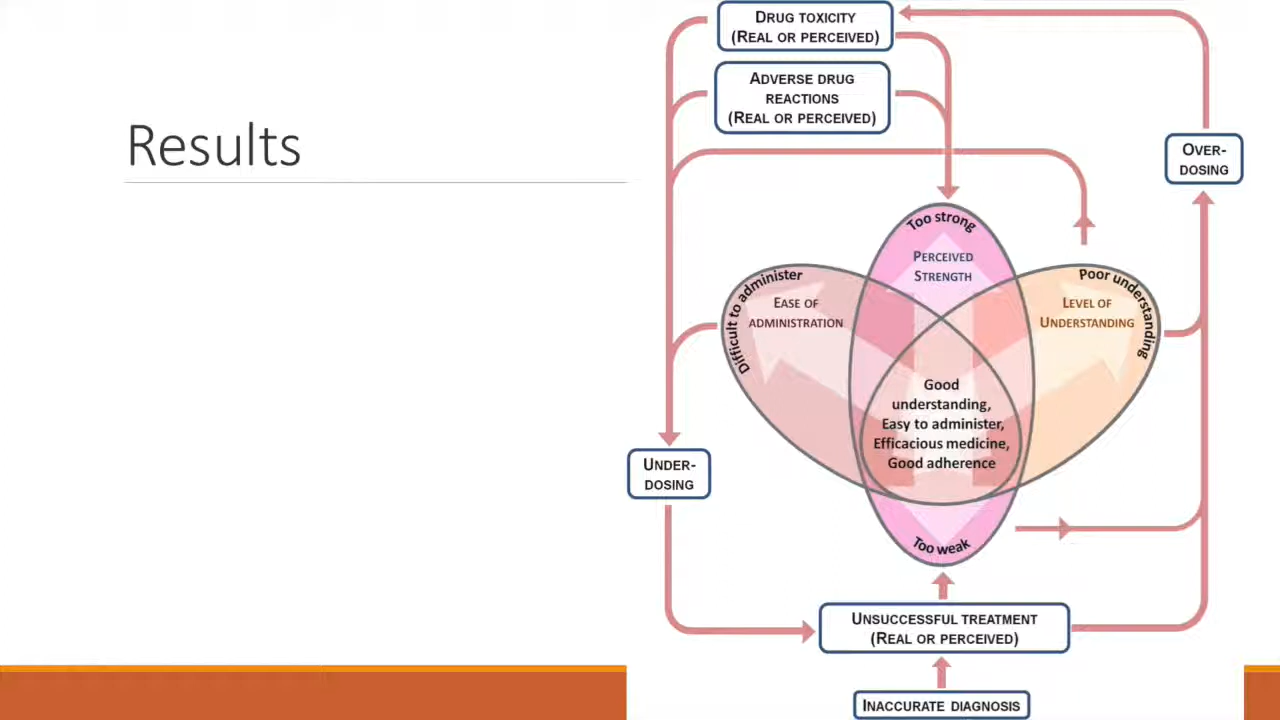 Results
DRUG TOXICITY
(REAL OR PERCEIVED)
ADVERSE DRUG
REACTIONS
(REAL OR PERCEIVED)
OVER-
DOSING
Too strong
PERCEIVED
STRENGTH
Difficult to administer
EASE OF
ADMINISTRATION
Poor understanding
LEVEL OF
UNDERSTANDING
Good
understanding,
Easy to administer,
Efficacious medicine,
Good adherence
UNDER-
DOSING
Too weak
UNSUCCESSFUL TREATMENT
(REAL OR PERCEIVED)
INACCURATE DIAGNOSIS